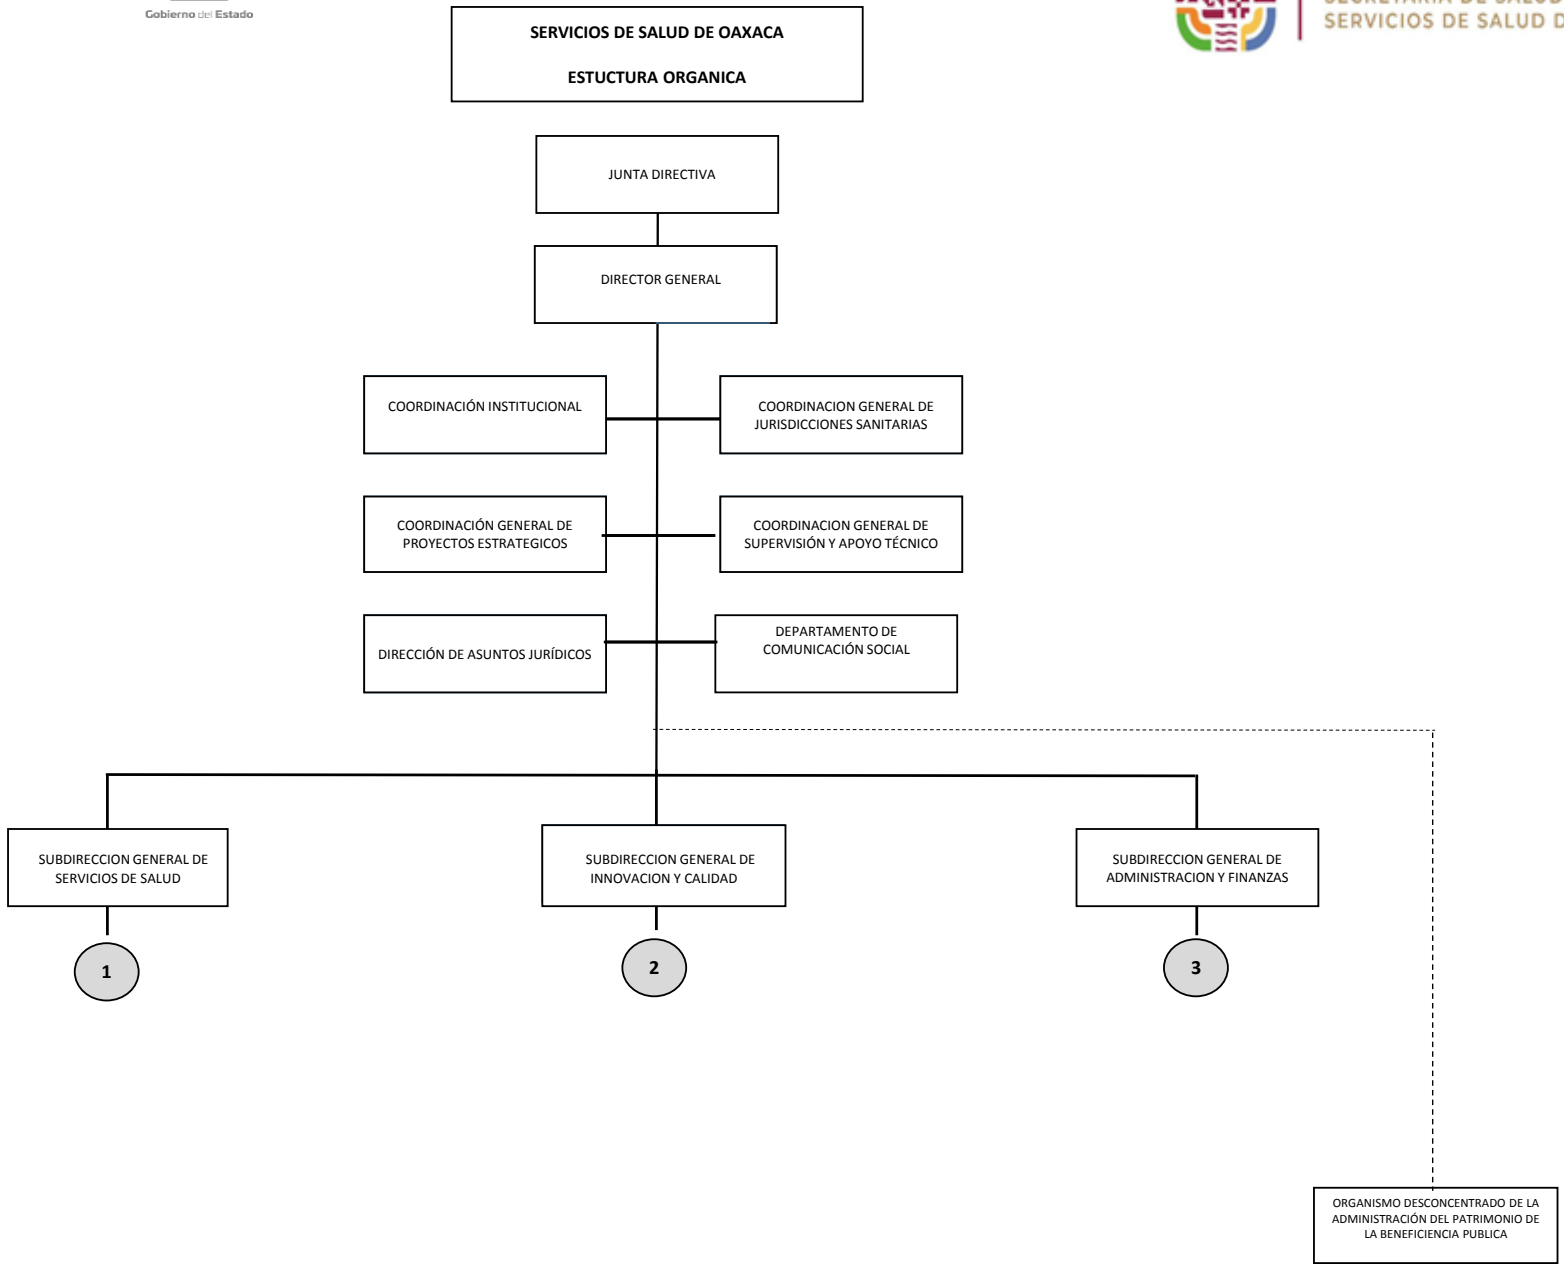 Gobierno del Estado
SERVICIOS DE SALUD D
SERVICIOS DE SALUD DE OAXACA
ESTUCTURA ORGANICA
JUNTA DIRECTIVA
DIRECTOR GENERAL
COORDINACIÓN INSTITUCIONAL
COORDINACION GENERAL DE
JURISDICCIONES SANITARIAS
COORDINACIÓN GENERAL DE
PROYECTOS ESTRATEGICOS
COORDINACION GENERAL DE
SUPERVISIÓN Y APOYO TÉCNICO
DIRECCIÓN DE ASUNTOS JURÍDICOS
DEPARTAMENTO DE
COMUNICACIÓN SOCIAL
SUBDIRECCION GENERAL DE
SERVICIOS DE SALUD
SUBDIRECCION GENERAL DE
INNOVACION Y CALIDAD
SUBDIRECCION GENERAL DE
ADMINISTRACION Y FINANZAS
1
2
3
ORGANISMO DESCONCENTRADO DE LA
ADMINISTRACIÓN DEL PATRIMONIO DE
LA BENEFICIENCIA PUBLICA